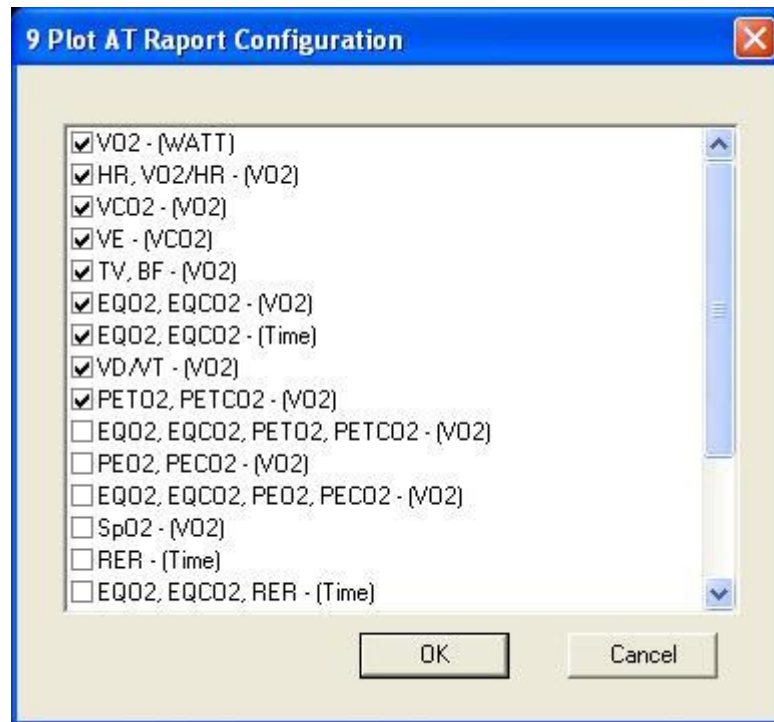 9 Plot AT Raport Configuration
VO2 - (WATT)
HR, VO2/HR - (VO2)
VCO2 - (VO2)
VE - (VCO2)
TV, BF - (VO2)
EQO2, EQCO2 - (VO2)
EQO2, EQCO2 - (Time)
VD/VT - (VO2)
PETO2, PETCO2 - (VO2)
EQO2, EQCO2, PETO2, PETCO2 - (VO2)
PEO2, PECO2 - (VO2)
EQO2, EQCO2, PEO2, PECO2 - (VO2)
SpO2 - (VO2)
RER - (Time)
EQO2, EQCO2, RER - (Time)
OK Cancel